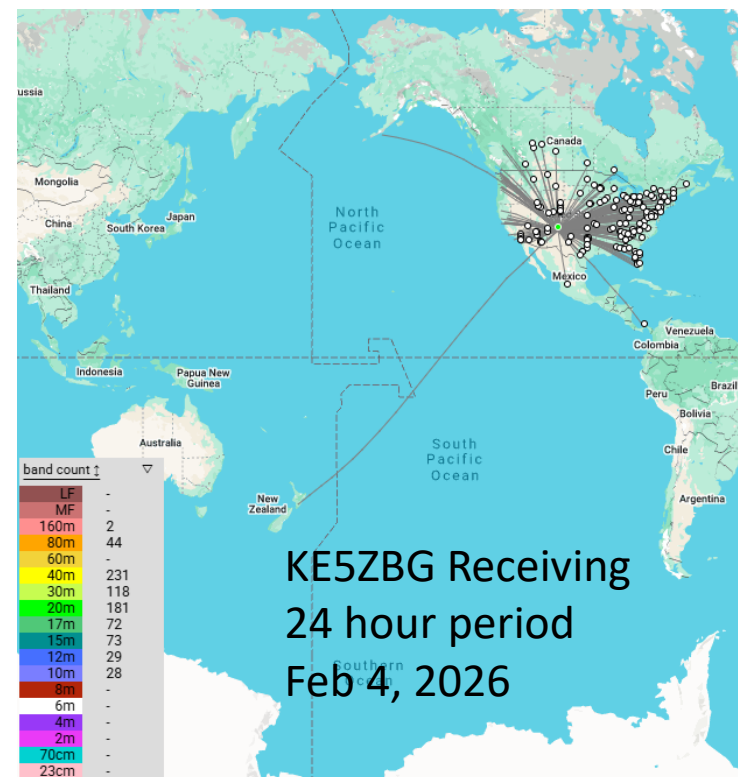 ussia
Canada
Mongolia
North
Pacific
Ocean
Japan
China
South Korea
Mexico
Thailand
Venezuela
Colombia
Indonesia
Papua New
Guinea
Brazil
Peru
Bolivia
Australia
South
Pacific
Ocean
Chile
New
Zealand
Argentina
band count ↕ ▽
LF -
MF -
160m 2
80m 44
60m -
40m 231
30m 118
20m 181
17m 72
15m 73
12m 29
10m 28
8m -
6m -
4m -
2m -
70cm -
23cm -
KE5ZBG Receiving
24 hour period
Feb 4, 2026
Southern
Ocean